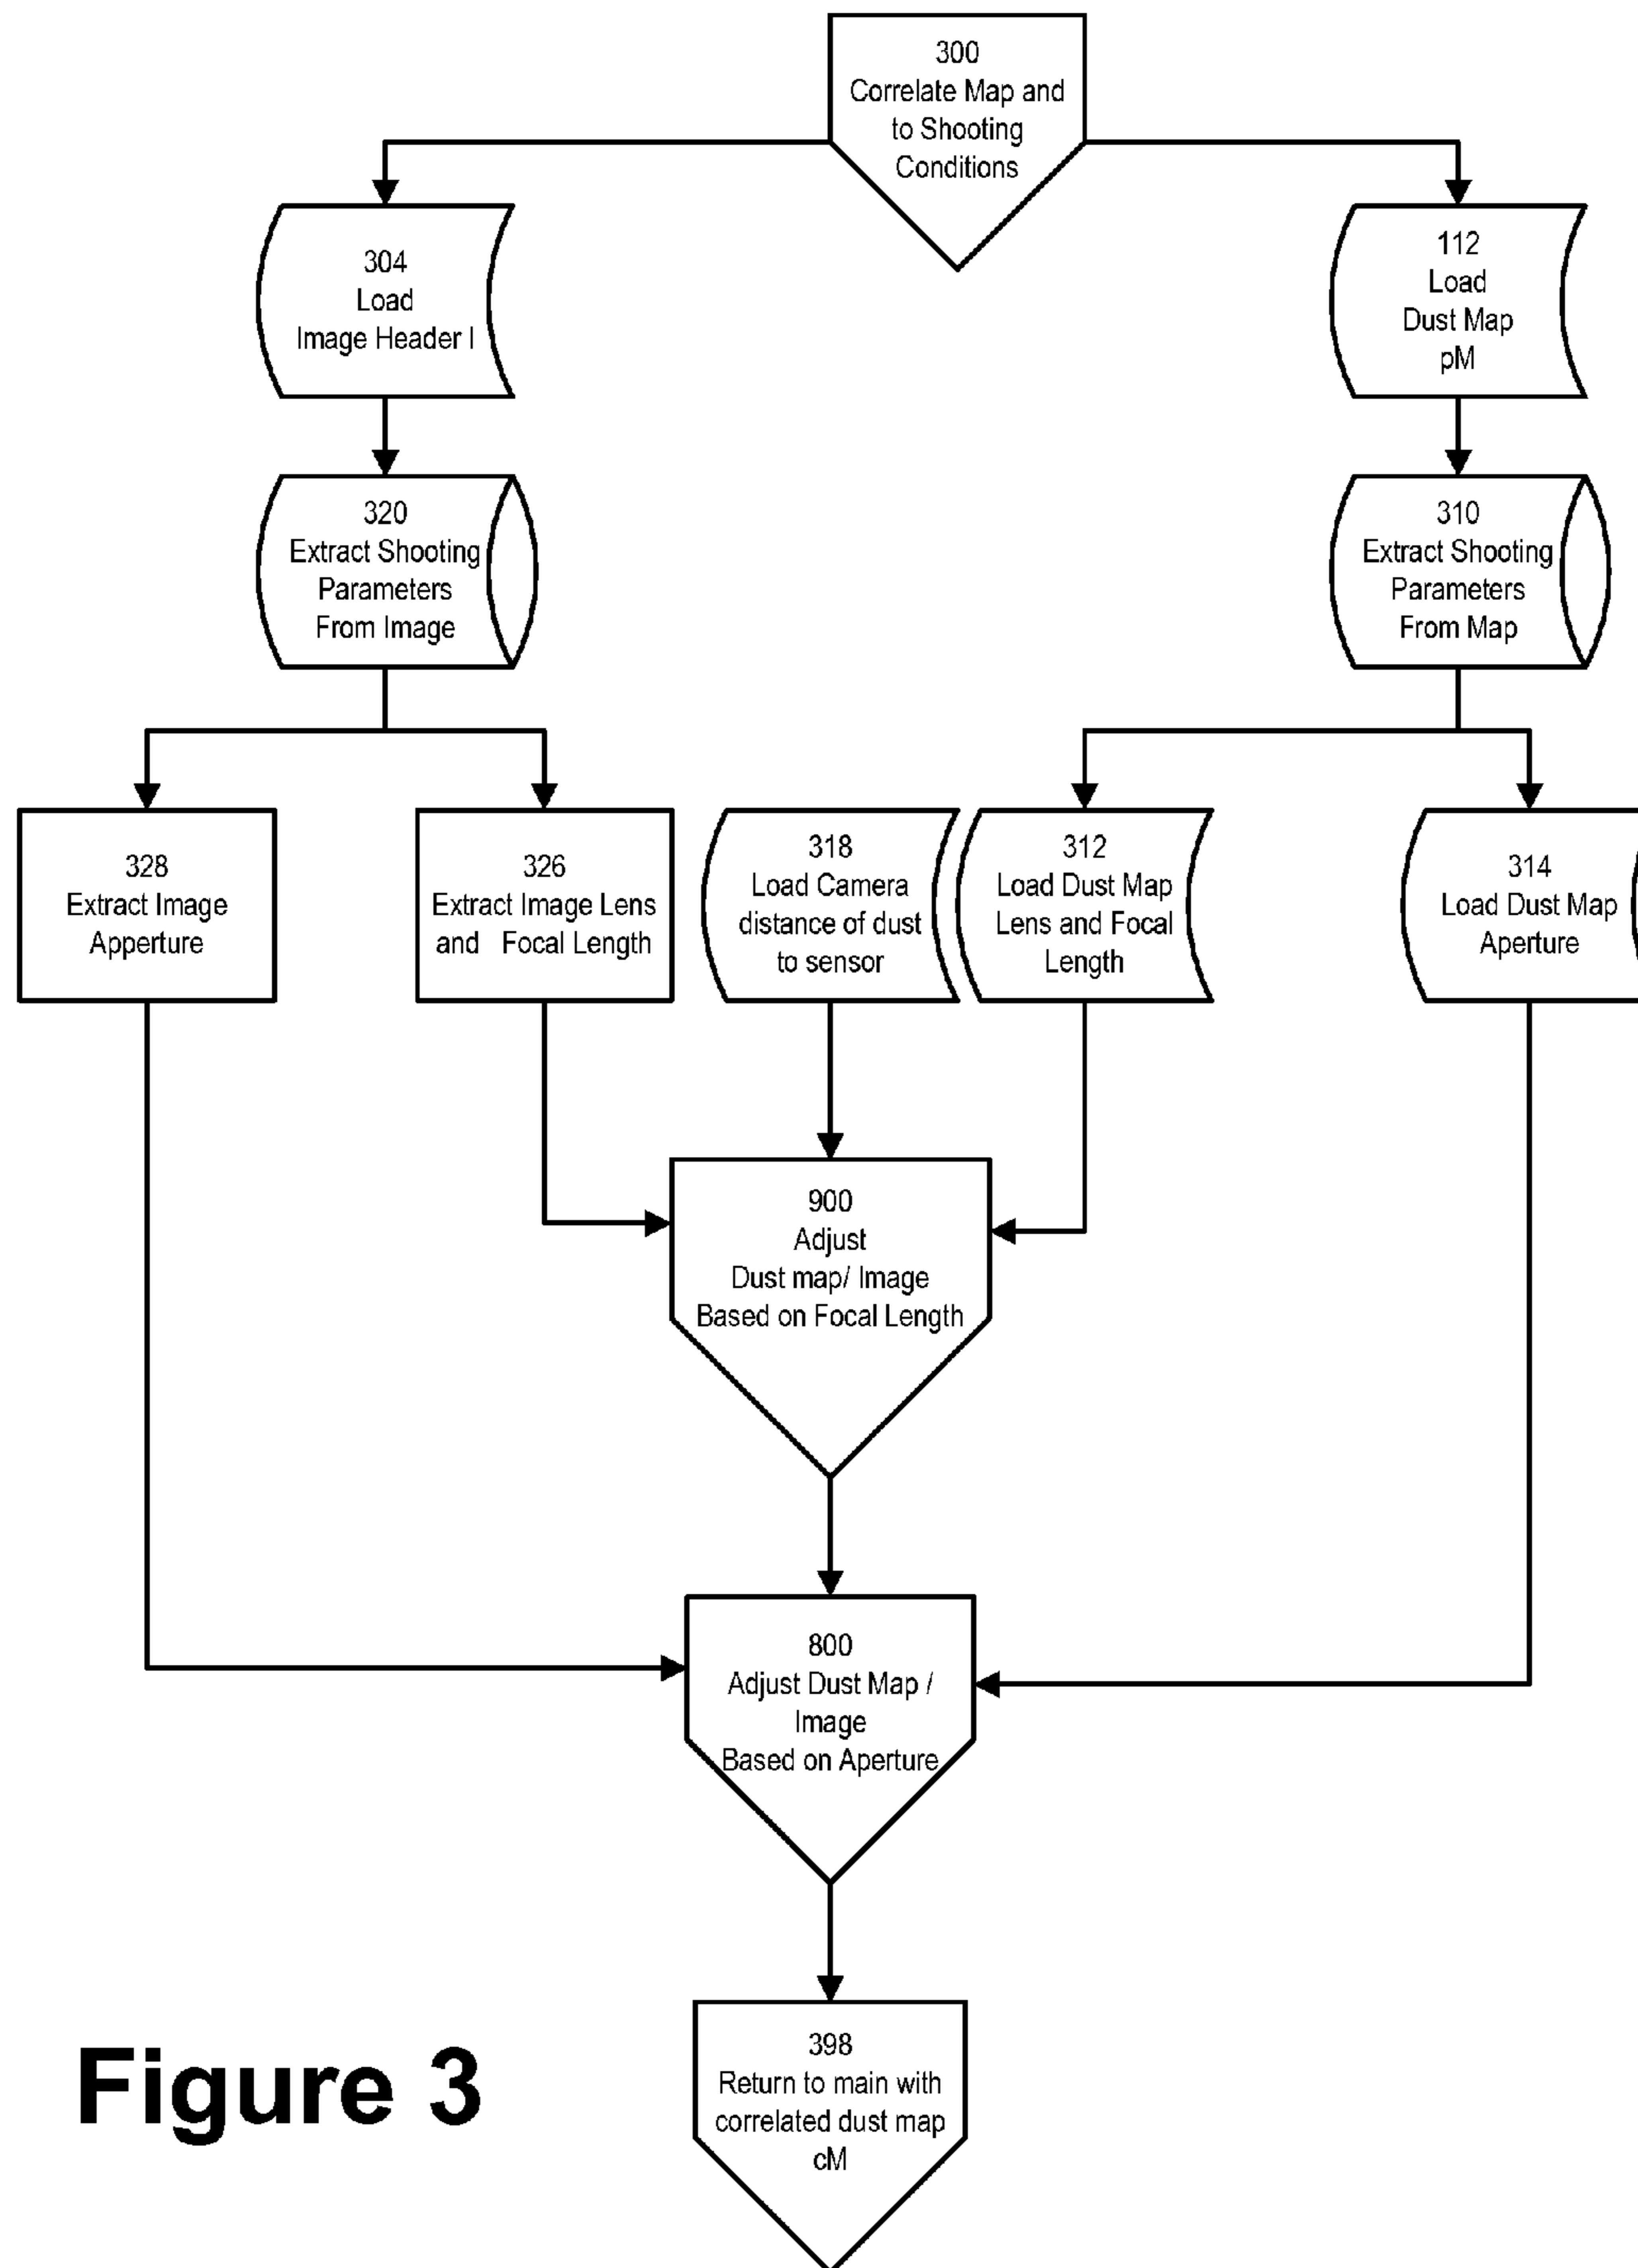 300
Correlate Map and
to Shooting
Conditions
304
Load
Image Header I
112
Load
Dust Map
pM
320
Extract Shooting
Parameters
From Image
310
Extract Shooting
Parameters
From Map
328
Extract Image
Apperture
326
Extract Image Lens
and Focal Length
318
Load Camera
distance of dust
to sensor
312
Load Dust Map
Lens and Focal
Length
314
Load Dust Map
Aperture
900
Adjust
Dust map/ Image
Based on Focal Length
800
Adjust Dust Map /
Image
Based on Aperture
398
Return to main with
correlated dust map
cM
Figure 3